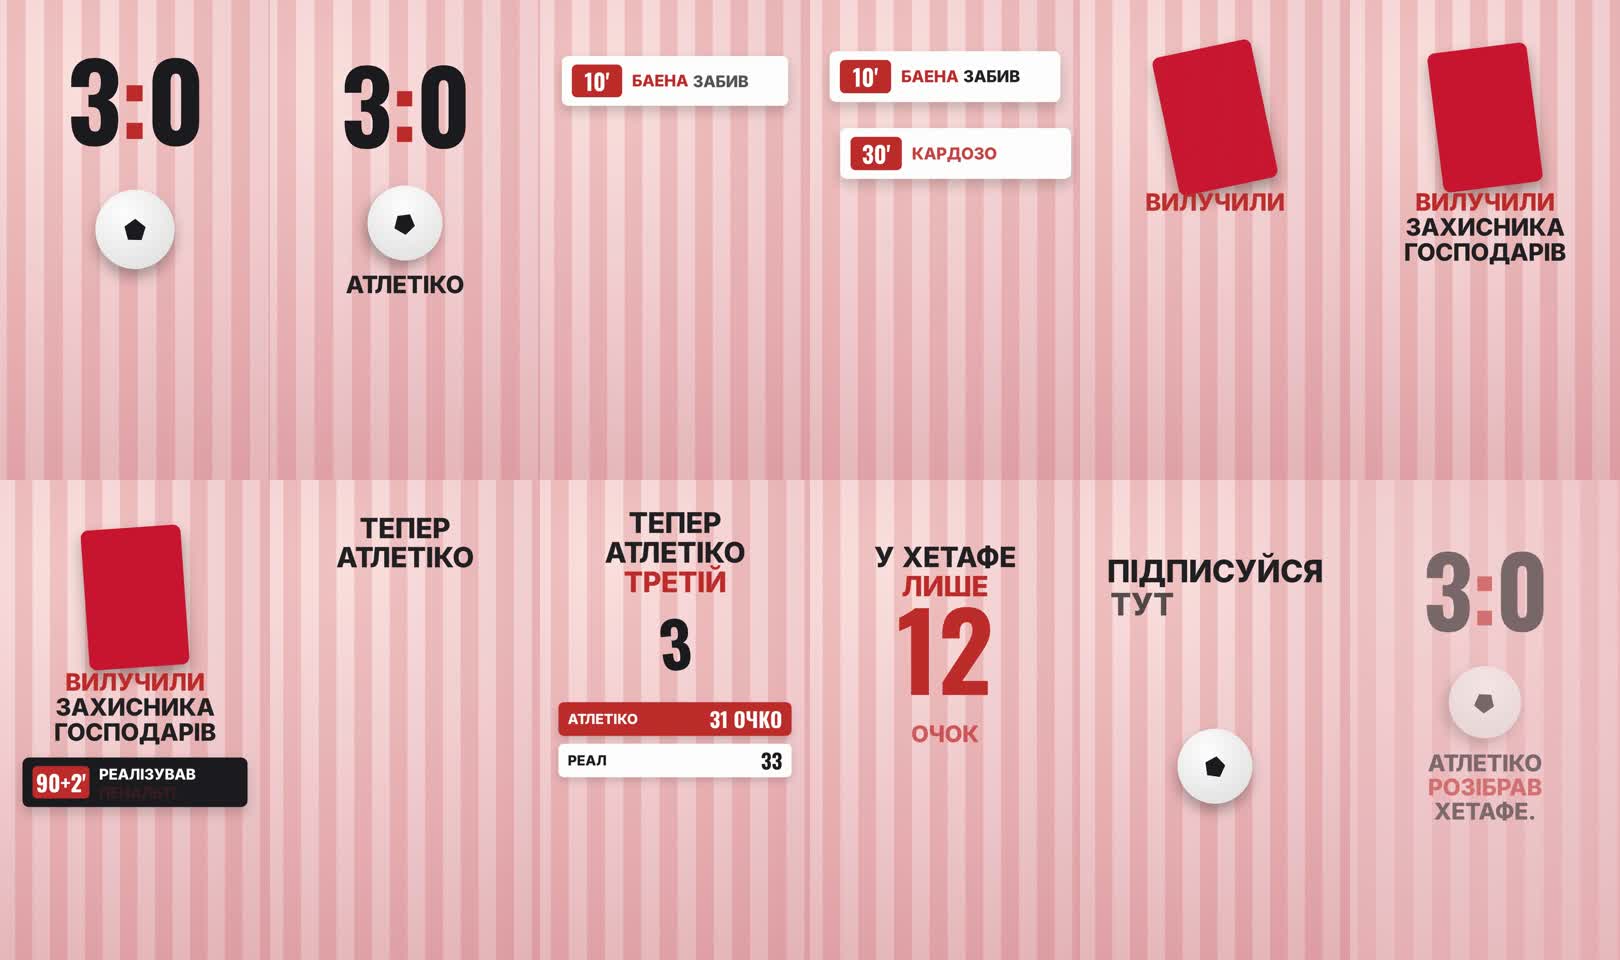 3:0
3:0
АТЛЕТІКО
10' БАЕНА ЗАБИВ
10' БАЕНА ЗАБИВ
30' КАРДОЗО
ВИЛУЧИЛИ
ВИЛУЧИЛИ
ЗАХИСНИКА
ГОСПОДАРІВ
ВИЛУЧИЛИ
ЗАХИСНИКА
ГОСПОДАРІВ
90+2' РЕАЛІЗУВАВ
ПЕНАЛЬТІ
ТЕПЕР
АТЛЕТІКО
ТЕПЕР
АТЛЕТІКО
ТРЕТІЙ
3
АТЛЕТІКО 31 ОЧКО
РЕАЛ 33
У ХЕТАФЕ
ЛИШЕ
12
ОЧОК
ПІДПИСУЙСЯ
ТУТ
3:0
АТЛЕТІКО
РОЗІБРАВ
ХЕТАФЕ.